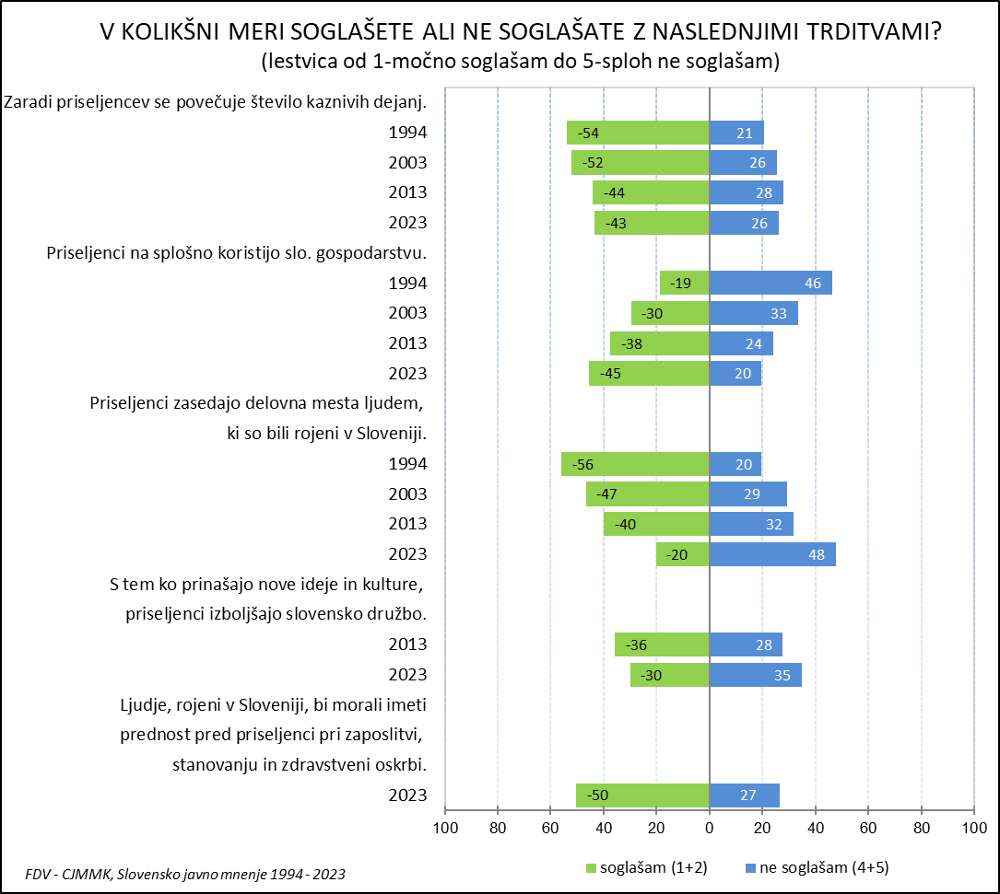 V KOLIKŠNI MERI SOGLAŠETE ALI NE SOGLAŠATE Z NASLEDNJIMI TRDITVAMI?
(lestvica od 1-močno soglašam do 5-sploh ne soglašam)
Zaradi priseljencev se povečuje število kaznivih dejanj.
1994 -54 21
2003 -52 26
2013 -44 28
2023 -43 26
Priseljenci na splošno koristijo slo. gospodarstvu.
1994 -19 46
2003 -30 33
2013 -38 24
2023 -45 20
Priseljenci zasedajo delovna mesta ljudem,
ki so bili rojeni v Sloveniji.
1994 -56 20
2003 -47 29
2013 -40 32
2023 -20 48
S tem ko prinašajo nove ideje in kulture,
priseljenci izboljšajo slovensko družbo.
2013 -36 28
2023 -30 35
Ljudje, rojeni v Sloveniji, bi morali imeti
prednost pred priseljenci pri zaposlitvi,
stanovanju in zdravstveni oskrbi.
2023 -50 27
100 80 60 40 20 0 20 40 60 80 100
soglašam (1+2) ne soglašam (4+5)
FDV - CJMMK, Slovensko javno mnenje 1994 - 2023